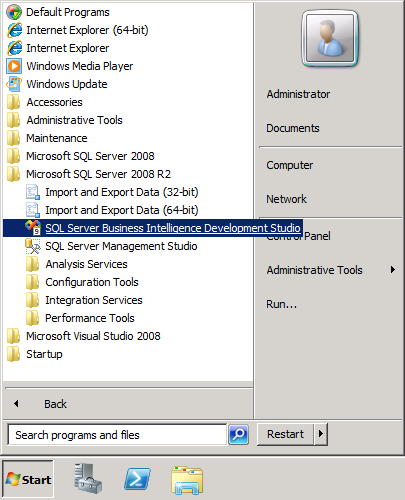 Default Programs
Internet Explorer (64-bit)
Internet Explorer
Windows Media Player
Windows Update
Accessories
Administrative Tools
Maintenance
Microsoft SQL Server 2008
Microsoft SQL Server 2008 R2
Import and Export Data (32-bit)
Import and Export Data (64-bit)
SQL Server Business Intelligence Development Studio
SQL Server Management Studio
Analysis Services
Configuration Tools
Integration Services
Performance Tools
Microsoft Visual Studio 2008
Startup
Back
Search programs and files
Administrator
Documents
Computer
Network
Control Panel
Administrative Tools
Run...
Restart
Start